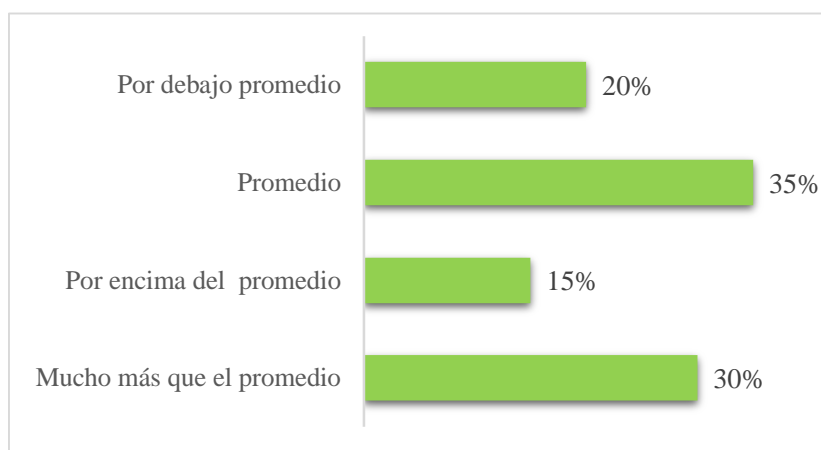 Por debajo promedio 20%
Promedio 35%
Por encima del  promedio 15%
Mucho más que el promedio 30%